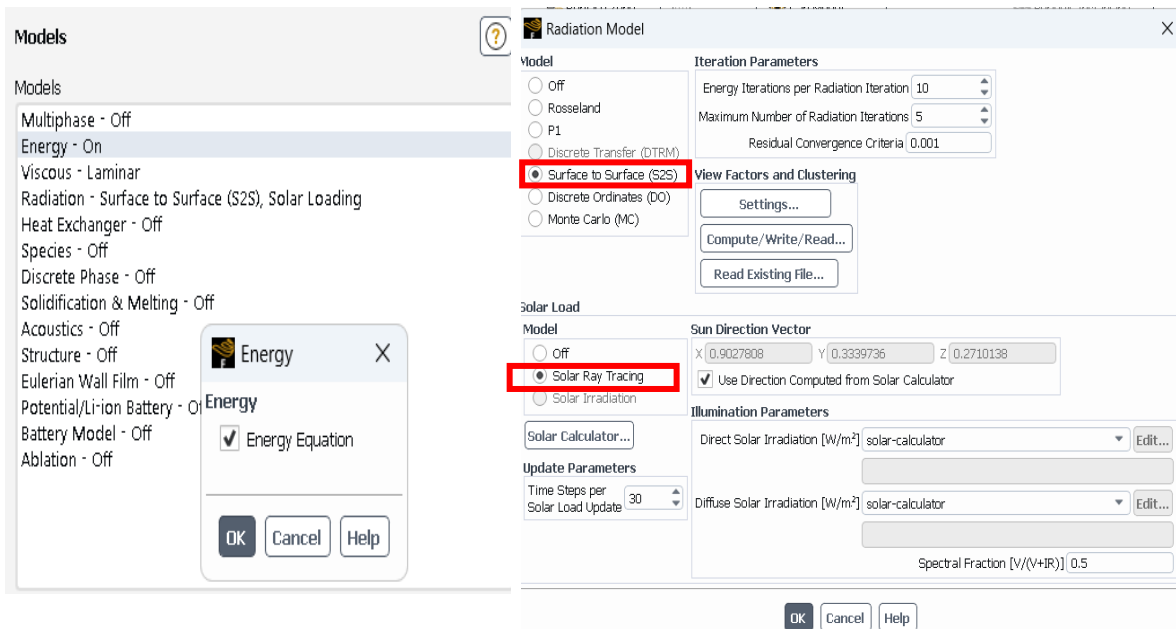 Models
Models
Multiphase - Off
Energy - On
Viscous - Laminar
Radiation - Surface to Surface (S2S), Solar Loading
Heat Exchanger - Off
Species - Off
Discrete Phase - Off
Solidification & Melting - Off
Acoustics - Off
Structure - Off
Eulerian Wall Film - Off
Potential/Li-ion Battery - O
Battery Model - Off
Ablation - Off
Energy
Energy
Energy Equation
OK Cancel Help
Radiation Model
Model
Off
Rosseland
P1
Discrete Transfer (DTRM)
Surface to Surface (S2S)
Discrete Ordinates (DO)
Monte Carlo (MC)
Iteration Parameters
Energy Iterations per Radiation Iteration 10
Maximum Number of Radiation Iterations 5
Residual Convergence Criteria 0.001
View Factors and Clustering
Settings...
Compute/Write/Read...
Read Existing File...
Solar Load
Model
Off
Solar Ray Tracing
Solar Irradiation
Solar Calculator...
Update Parameters
Time Steps per
Solar Load Update 30
Sun Direction Vector
X 0.9027808 Y 0.3339736 Z 0.2710138
Use Direction Computed from Solar Calculator
Illumination Parameters
Direct Solar Irradiation [W/m²] solar-calculator Edit...
Diffuse Solar Irradiation [W/m²] solar-calculator Edit...
Spectral Fraction [V/(V+IR)] 0.5
OK Cancel Help